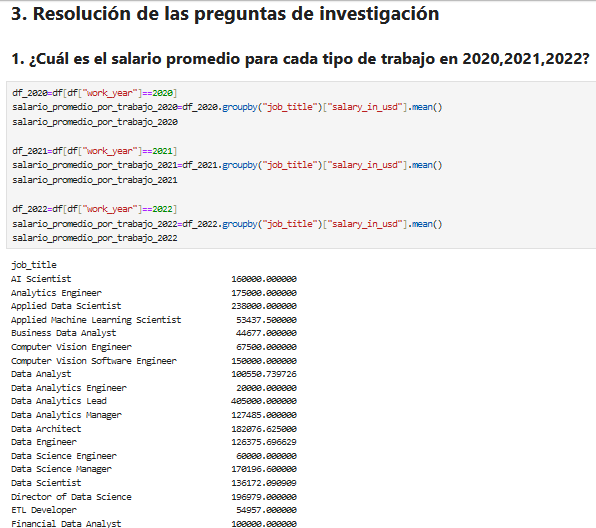 3. Resolución de las preguntas de investigación
1. ¿Cuál es el salario promedio para cada tipo de trabajo en 2020,2021,2022?
df_2020=df[df["work_year"]==2020]
salario_promedio_por_trabajo_2020=df_2020.groupby("job_title")["salary_in_usd"].mean()
salario_promedio_por_trabajo_2020
df_2021=df[df["work_year"]==2021]
salario_promedio_por_trabajo_2021=df_2021.groupby("job_title")["salary_in_usd"].mean()
salario_promedio_por_trabajo_2021
df_2022=df[df["work_year"]==2022]
salario_promedio_por_trabajo_2022=df_2022.groupby("job_title")["salary_in_usd"].mean()
salario_promedio_por_trabajo_2022
job_title
AI Scientist 160000.000000
Analytics Engineer 175000.000000
Applied Data Scientist 238000.000000
Applied Machine Learning Scientist 53437.500000
Business Data Analyst 44677.000000
Computer Vision Engineer 67500.000000
Computer Vision Software Engineer 150000.000000
Data Analyst 100550.739726
Data Analytics Engineer 20000.000000
Data Analytics Lead 405000.000000
Data Analytics Manager 127485.000000
Data Architect 182076.625000
Data Engineer 126375.696629
Data Science Engineer 60000.000000
Data Science Manager 170196.600000
Data Scientist 136172.090909
Director of Data Science 196979.000000
ETL Developer 54957.000000
Financial Data Analyst 100000.000000